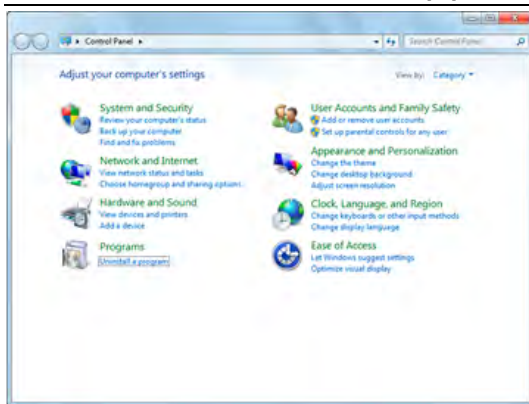 Control Panel
Search Control Panel
Adjust your computer's settings
View by: Category
System and Security
Review your computer's status
Back up your computer
Find and fix problems
Network and Internet
View network status and tasks
Choose homegroup and sharing options
Hardware and Sound
View devices and printers
Add a device
Programs
Uninstall a program
User Accounts and Family Safety
Add or remove user accounts
Set up parental controls for any user
Appearance and Personalization
Change the theme
Change desktop background
Adjust screen resolution
Clock, Language, and Region
Change keyboards or other input methods
Change display language
Ease of Access
Let Windows suggest settings
Optimize visual display